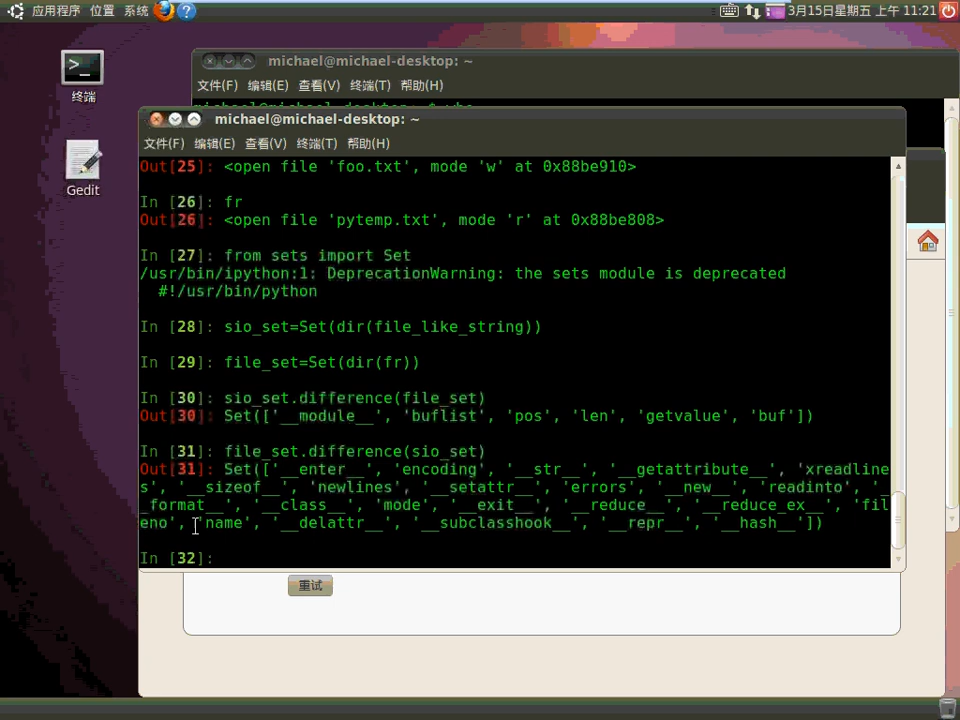 应用程序 位置 系统 3月15日星期五 上午 11:21
michael@michael-desktop: ~
文件(F) 编辑(E) 查看(V) 终端(T) 帮助(H)
终端
Gedit
michael@michael-desktop: ~
文件(F) 编辑(E) 查看(V) 终端(T) 帮助(H)
Out[25]: <open file 'foo.txt', mode 'w' at 0x88be910>
In [26]: fr
Out[26]: <open file 'pytemp.txt', mode 'r' at 0x88be808>
In [27]: from sets import Set
/usr/bin/ipython:1: DeprecationWarning: the sets module is deprecated
#!/usr/bin/python
In [28]: sio_set=Set(dir(file_like_string))
In [29]: file_set=Set(dir(fr))
In [30]: sio_set.difference(file_set)
Out[30]: Set(['__module__', 'buflist', 'pos', 'len', 'getvalue', 'buf'])
In [31]: file_set.difference(sio_set)
Out[31]: Set(['__enter__', 'encoding', '__str__', '__getattribute__', 'xreadline
s', '__sizeof__', 'newlines', '__setattr__', 'errors', '__new__', 'readinto', '_
_format__', '__class__', 'mode', '__exit__', '__reduce__', '__reduce_ex__', 'fil
eno', 'name', '__delattr__', '__subclasshook__', '__repr__', '__hash__'])
In [32]:
重试